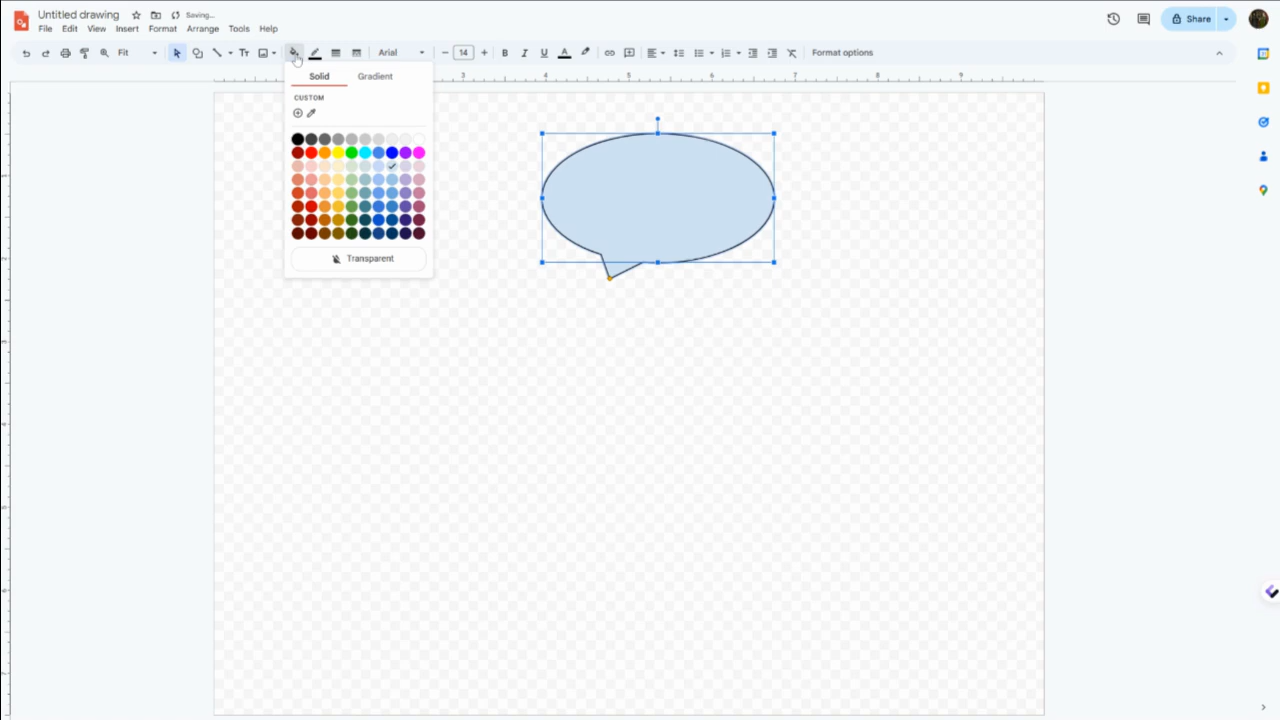 Untitled drawing Saving...
File Edit View Insert Format Arrange Tools Help
Share
Fit Arial 14 B I U A Format options
Solid Gradient
3 4 5 6 7 8 9
CUSTOM
Transparent